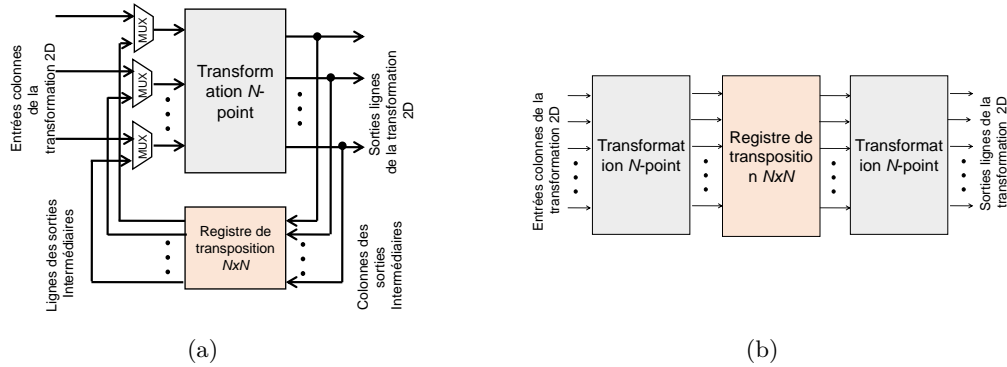 Entrées colonnes
de la
transformation 2D
MUX
MUX
MUX
Transform
ation N-
point
Sorties lignes
de la transformation
2D
Lignes des sorties
Intermédiaires
Registre de
transposition
NxN
Colonnes des
sorties
Intermédiaires
(a)
Entrées colonnes de la
transformation 2D
Transformat
ion N-point
Registre de
transpositio
n NxN
Transformat
ion N-point
Sorties lignes de la
transformation 2D
(b)